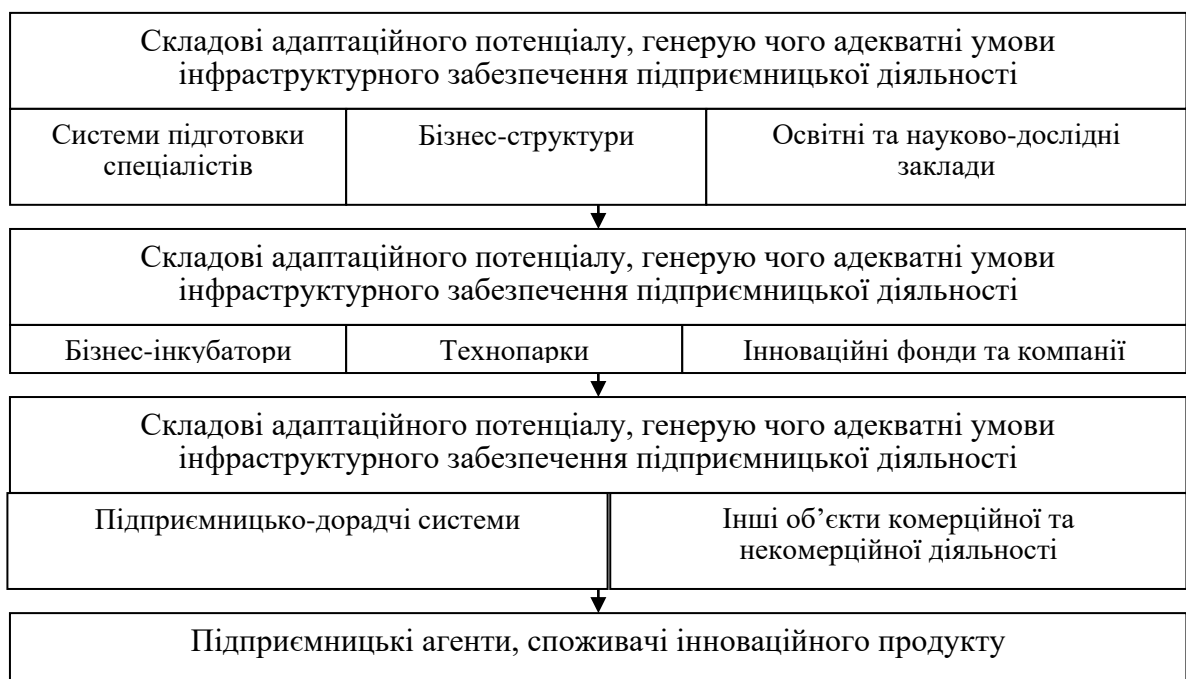 Складові адаптаційного потенціалу, генерую чого адекватні умови
інфраструктурного забезпечення підприємницької діяльності
Системи підготовки
спеціалістів
Бізнес-структури
Освітні та науково-дослідні
заклади
Складові адаптаційного потенціалу, генерую чого адекватні умови
інфраструктурного забезпечення підприємницької діяльності
Бізнес-інкубатори
Технопарки
Інноваційні фонди та компанії
Складові адаптаційного потенціалу, генерую чого адекватні умови
інфраструктурного забезпечення підприємницької діяльності
Підприємницько-дорадчі системи
Інші об’єкти комерційної та
некомерційної діяльності
Підприємницькі агенти, споживачі інноваційного продукту